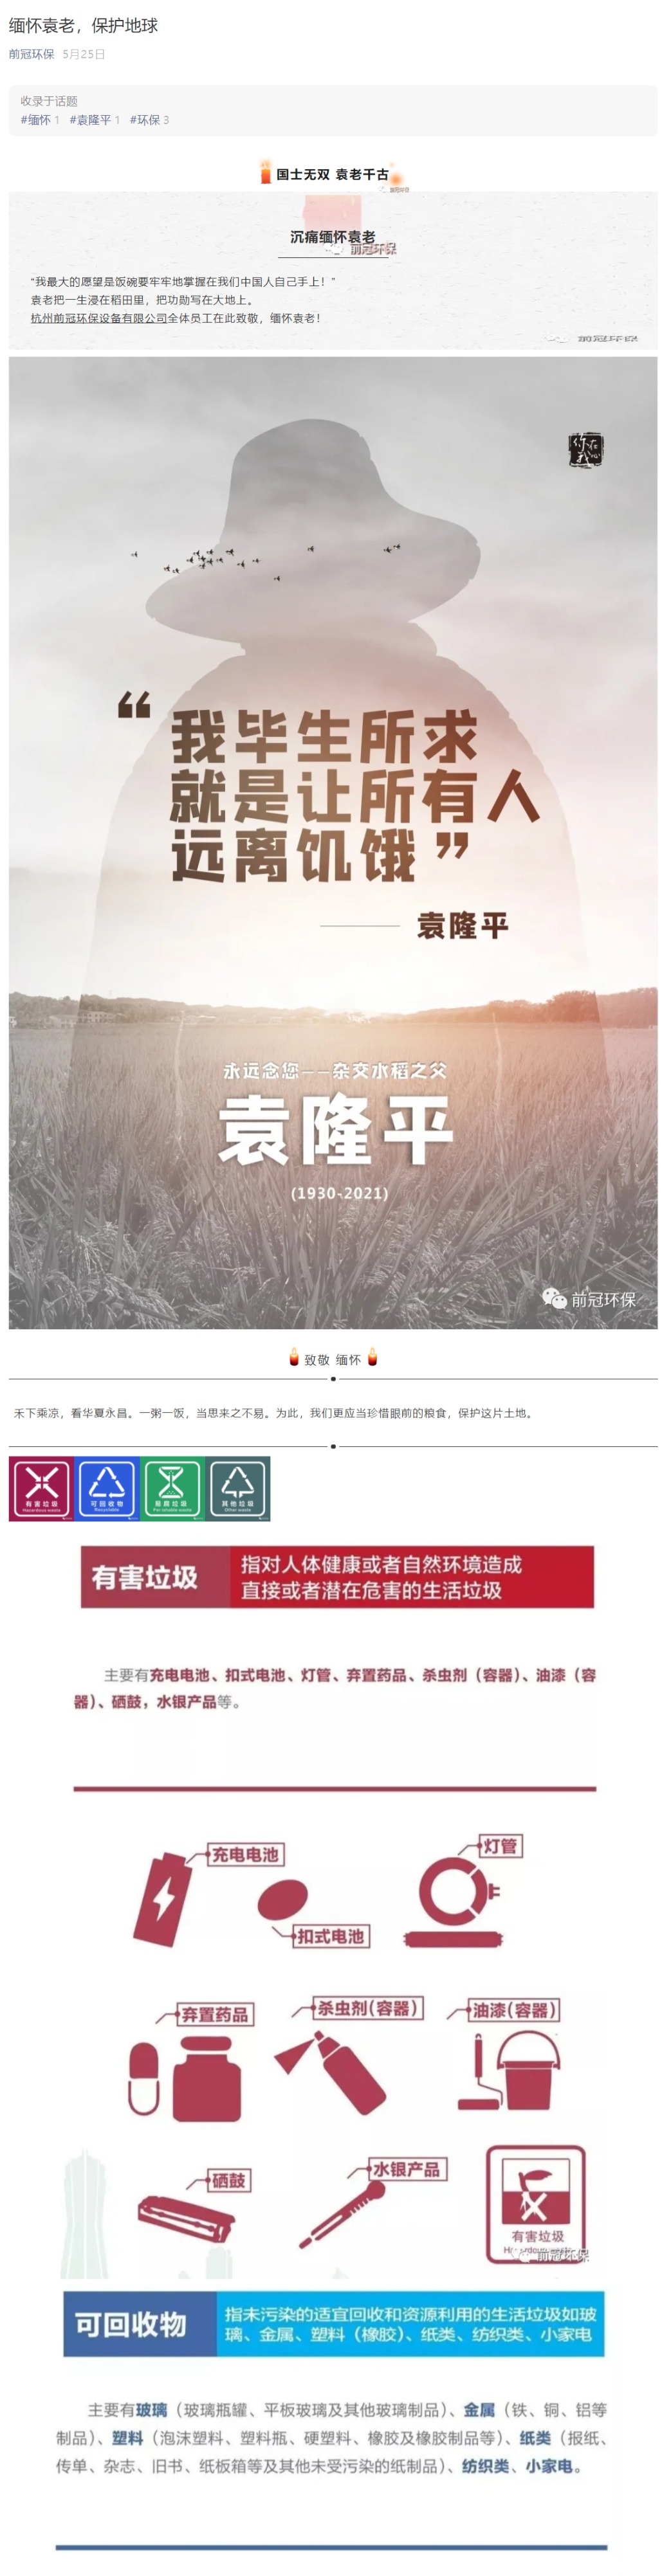 缅怀袁老，保护地球
前冠环保 5月25日
收录于话题
#缅怀 1 #袁隆平 1 #环保 3
国士无双 袁老千古
沉痛缅怀袁老
前冠环保
“我最大的愿望是饭碗要牢牢地掌握在我们中国人自己手上！”
袁老把一生浸在稻田里，把功勋写在大地上。
杭州前冠环保设备有限公司全体员工在此致敬，缅怀袁老！
前冠环保
你在我心
“我毕生所求
就是让所有人
远离饥饿”
袁隆平
永远念您——杂交水稻之父
袁隆平
(1930-2021)
前冠环保
致敬 缅怀
禾下乘凉，看华夏永昌。一粥一饭，当思来之不易。为此，我们更应当珍惜眼前的粮食，保护这片土地。
有害垃圾 可回收物 易腐垃圾 其他垃圾
Hazardous waste Recyclable Perishable waste Other waste
有害垃圾
指对人体健康或者自然环境造成
直接或者潜在危害的生活垃圾
主要有充电电池、扣式电池、灯管、弃置药品、杀虫剂（容器）、油漆（容
器）、硒鼓，水银产品等。
充电电池
灯管
扣式电池
弃置药品
杀虫剂(容器)
油漆(容器)
硒鼓
水银产品
有害垃圾
前冠环保
可回收物
指未污染的适宜回收和资源利用的生活垃圾如玻
璃、金属、塑料（橡胶）、纸类、纺织类、小家电
主要有玻璃（玻璃瓶罐、平板玻璃及其他玻璃制品）、金属（铁、铜、铝等
制品）、塑料（泡沫塑料、塑料瓶、硬塑料、橡胶及橡胶制品等）、纸类（报纸、
传单、杂志、旧书、纸板箱等及其他未受污染的纸制品）、纺织类、小家电。